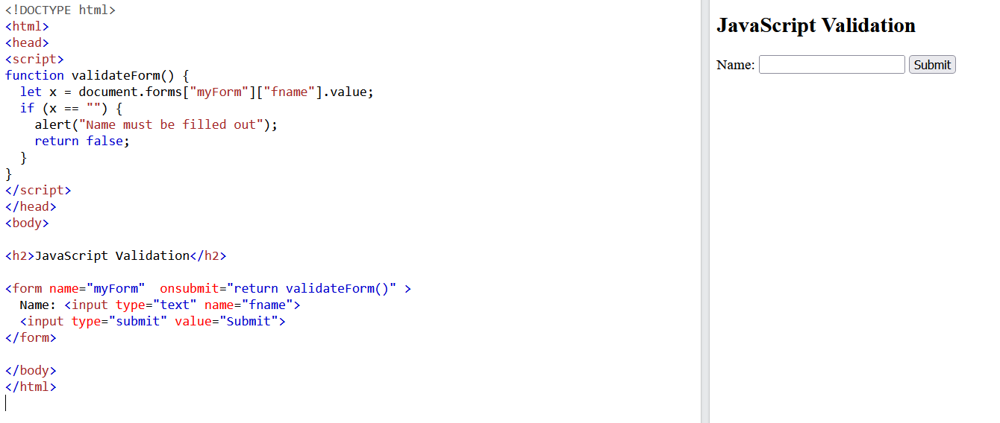 <!DOCTYPE html>
<html>
<head>
<script>
function validateForm() {
  let x = document.forms["myForm"]["fname"].value;
  if (x == "") {
    alert("Name must be filled out");
    return false;
  }
}
</script>
</head>
<body>

<h2>JavaScript Validation</h2>

<form name="myForm"  onsubmit="return validateForm()" >
  Name: <input type="text" name="fname">
  <input type="submit" value="Submit">
</form>

</body>
</html>
JavaScript Validation
Name: Submit